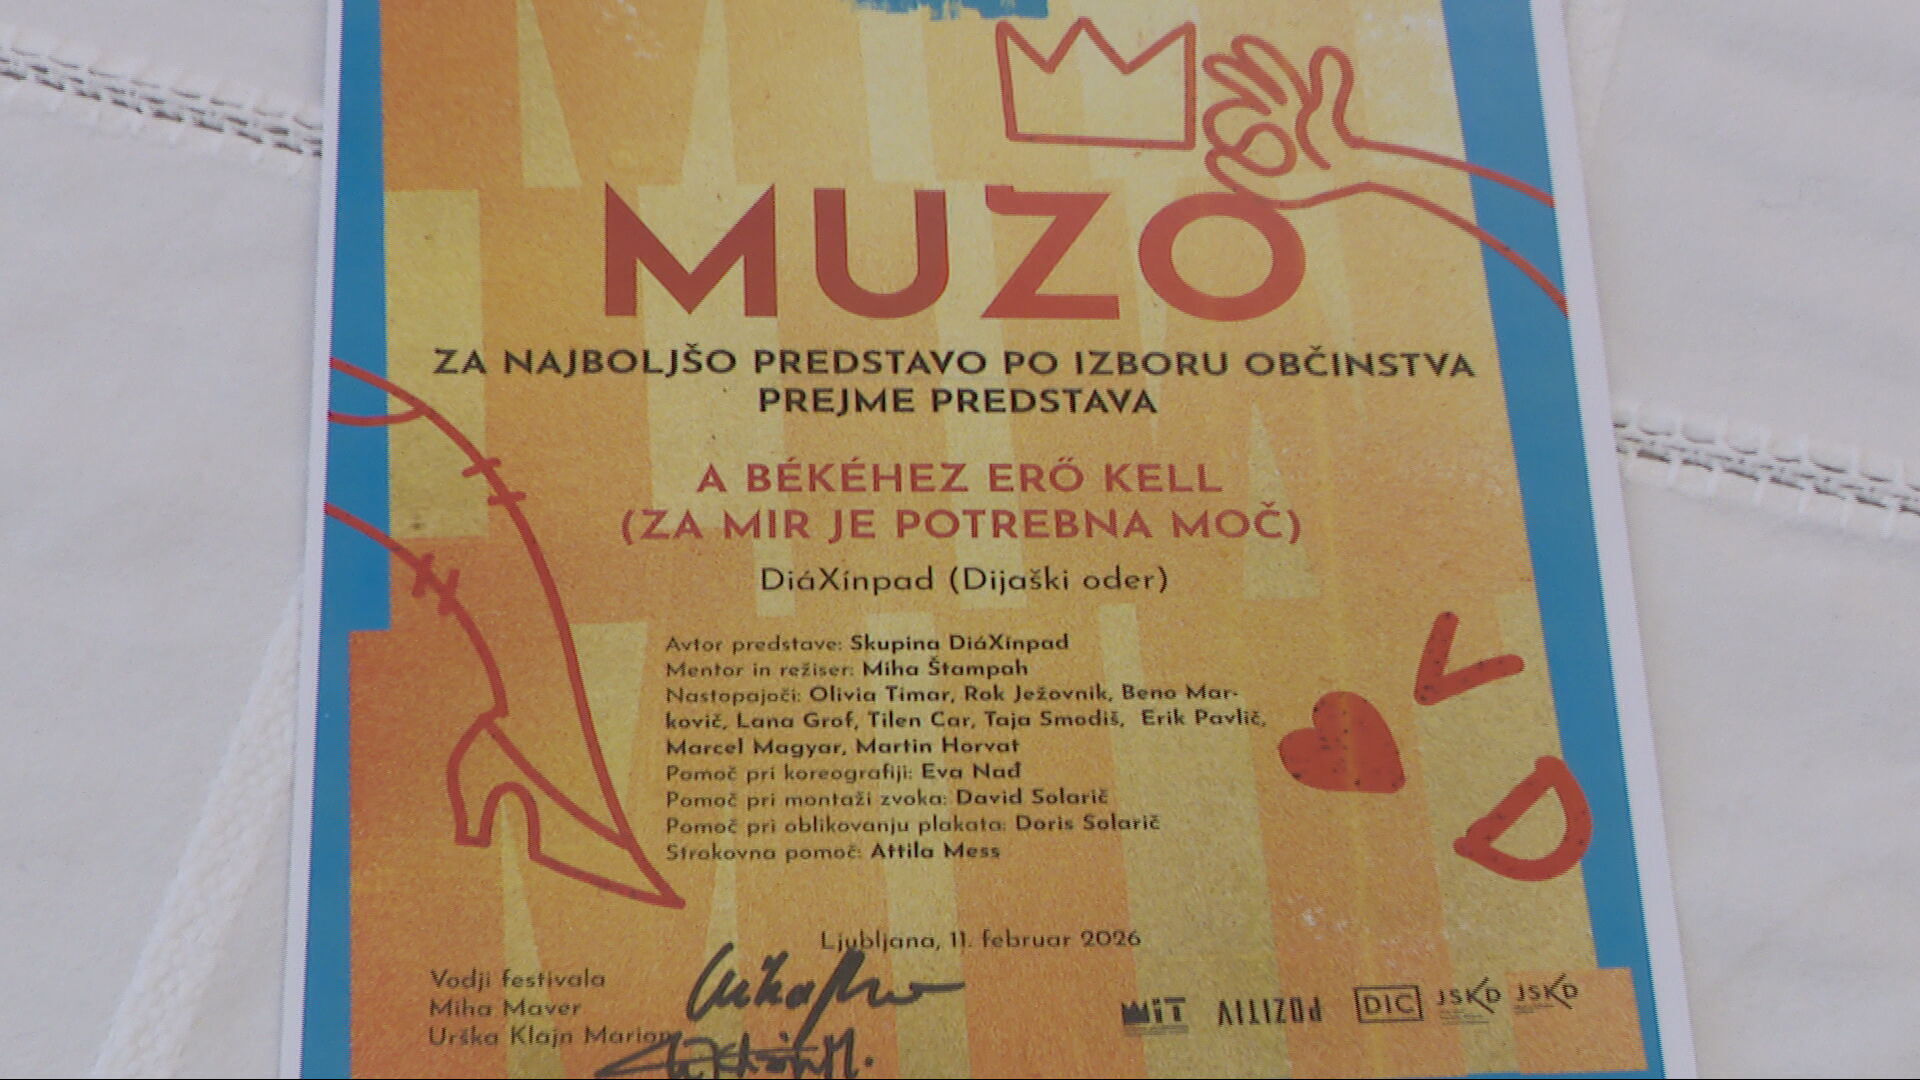 MUZO
ZA NAJBOLJŠO PREDSTAVO PO IZBORU OBČINSTVA
PREJME PREDSTAVA
A BÉKÉHEZ ERŐ KELL
(ZA MIR JE POTREBNA MOČ)
DiáXínpad (Dijaški oder)
Avtor predstave: Skupina DiáXínpad
Mentor in režiser: Miha Štampah
Nastopajoči: Olivia Timar, Rok Ježovnik, Beno Mar-
kovič, Lana Grof, Tilen Car, Taja Smodiš, Erik Pavlič,
Marcel Magyar, Martin Horvat
Pomoč pri koreografiji: Eva Nađ
Pomoč pri montaži zvoka: David Solarič
Pomoč pri oblikovanju plakata: Doris Solarič
Strokovna pomoč: Attila Mess
Ljubljana, 11. februar 2026
Vodji festivala
Miha Maver
Urška Klajn Marion
ViT POZITIV DIC JSKD JSKD